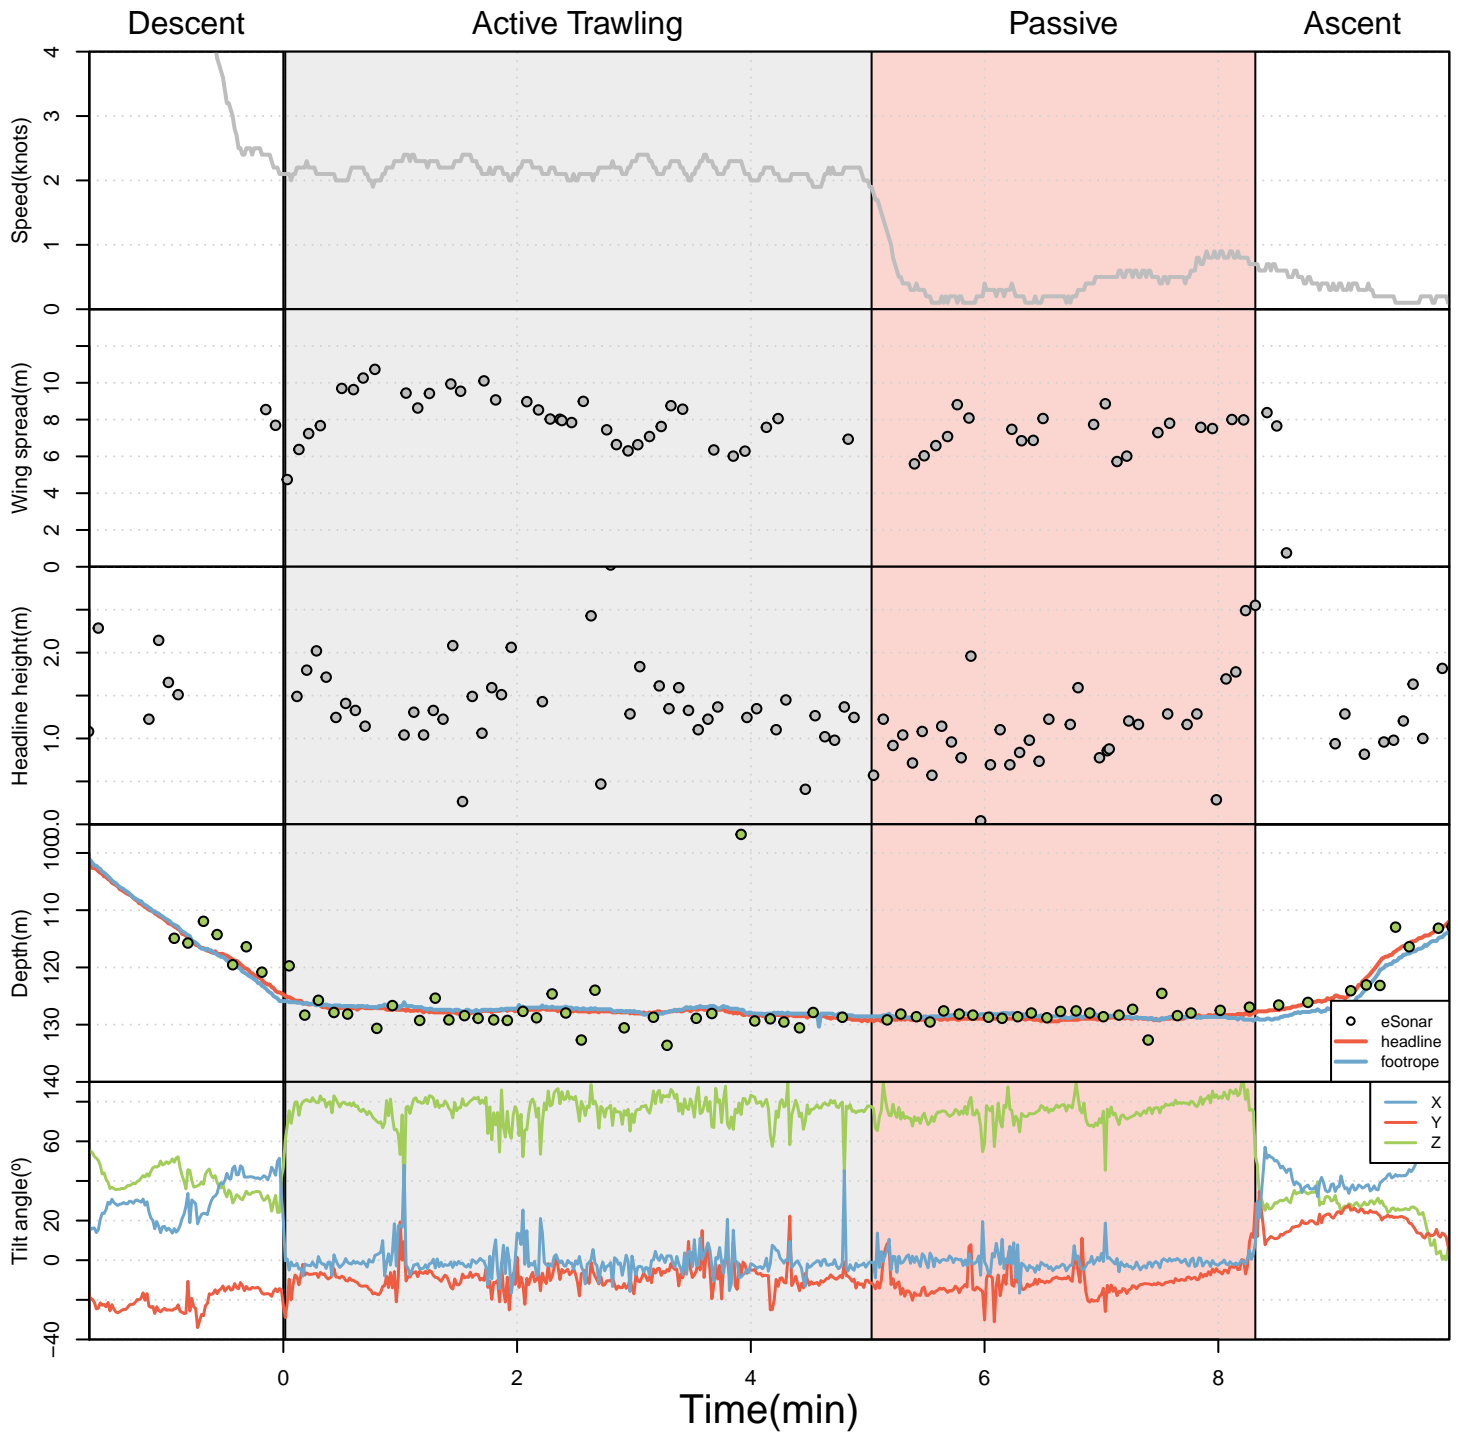 Descent Active Trawling Passive Ascent
Speed(knots)
4
3
2
1
0
Wing spread(m)
10
8
6
4
2
0
Headline height(m)
2.0
1.0
0.0
Depth(m)
100
110
120
130
140
eSonar
headline
footrope
Tilt angle(º)
60
20
0
−40
X
Y
Z
0 2 4 6 8
Time(min)